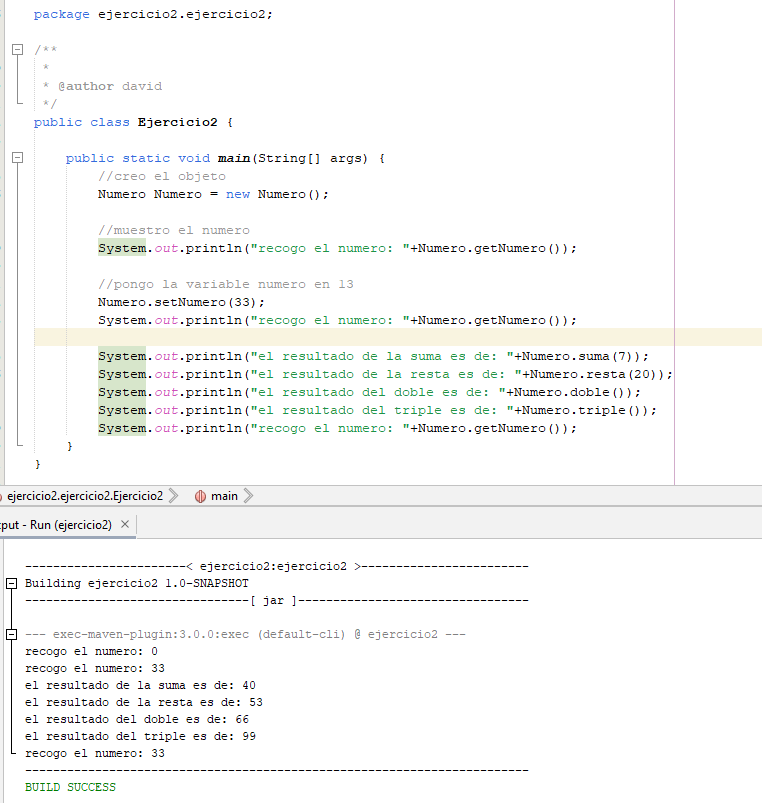 package ejercicio2.ejercicio2;
/**
*
* @author david
*/
public class Ejercicio2 {
public static void main(String[] args) {
//creo el objeto
Numero Numero = new Numero();
//muestro el numero
System.out.println("recogo el numero: "+Numero.getNumero());
//pongo la variable numero en 13
Numero.setNumero(33);
System.out.println("recogo el numero: "+Numero.getNumero());
System.out.println("el resultado de la suma es de: "+Numero.suma(7));
System.out.println("el resultado de la resta es de: "+Numero.resta(20));
System.out.println("el resultado del doble es de: "+Numero.doble());
System.out.println("el resultado del triple es de: "+Numero.triple());
System.out.println("recogo el numero: "+Numero.getNumero());
}
}
ejercicio2.ejercicio2.Ejercicio2 main
put - Run (ejercicio2) ×
-----------------------< ejercicio2:ejercicio2 >------------------------
Building ejercicio2 1.0-SNAPSHOT
--------------------------------[ jar ]---------------------------------
--- exec-maven-plugin:3.0.0:exec (default-cli) @ ejercicio2 ---
recogo el numero: 0
recogo el numero: 33
el resultado de la suma es de: 40
el resultado de la resta es de: 53
el resultado del doble es de: 66
el resultado del triple es de: 99
recogo el numero: 33
------------------------------------------------------------------------
BUILD SUCCESS